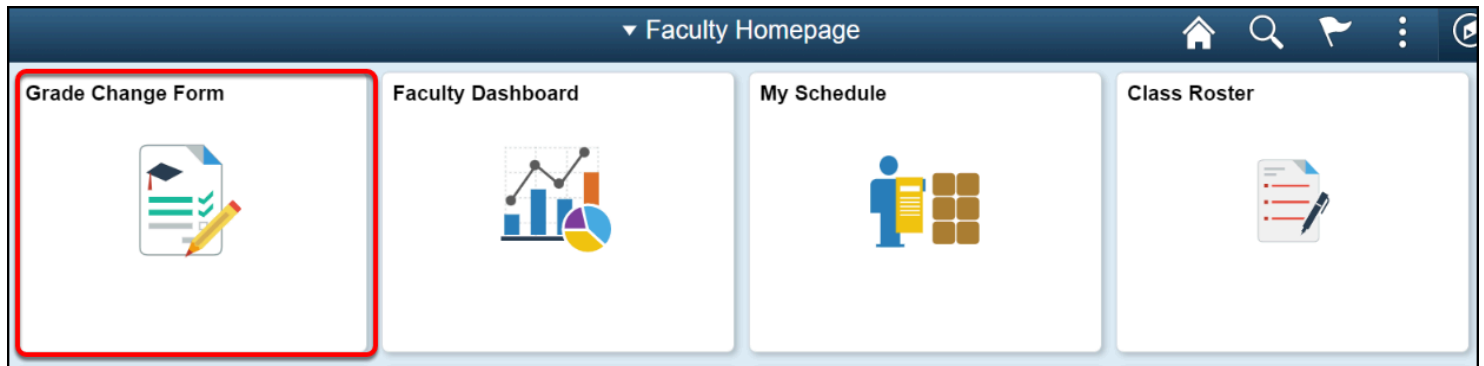 Faculty Homepage
Grade Change Form
Faculty Dashboard
My Schedule
Class Roster